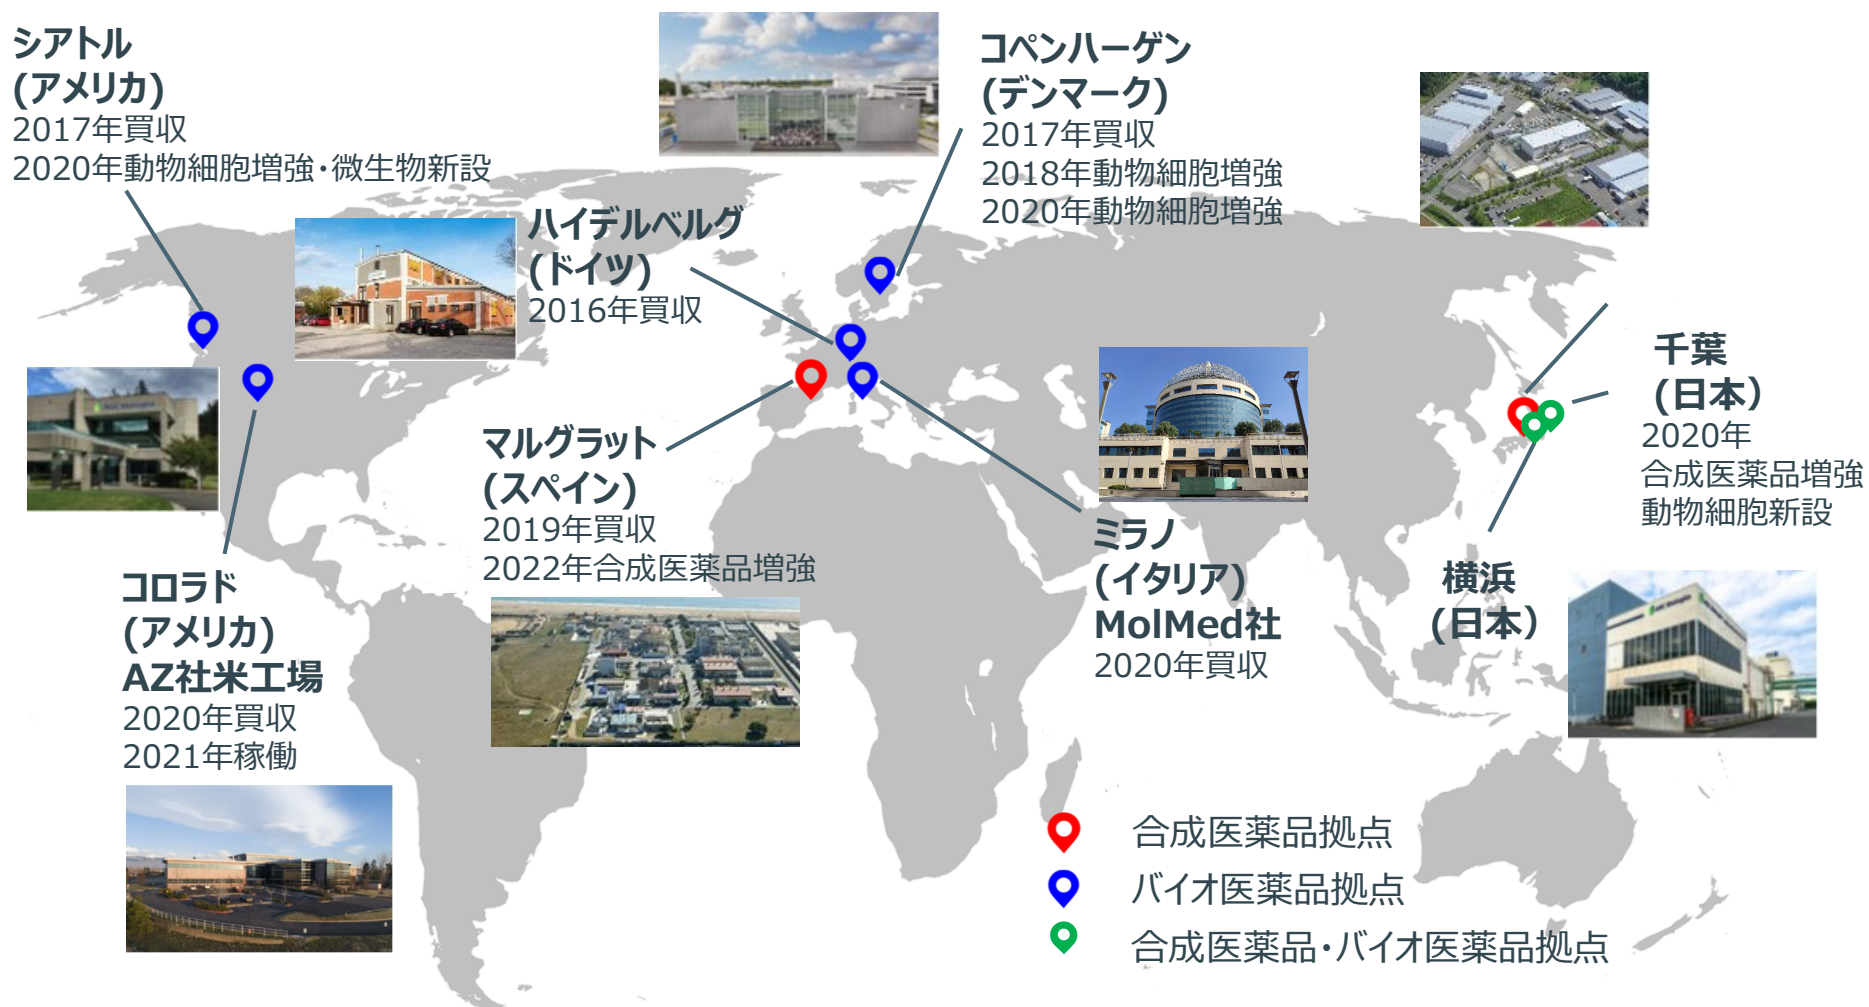 シアトル
(アメリカ)
2017年買収
2020年動物細胞増強・微生物新設
コペンハーゲン
(デンマーク)
2017年買収
2018年動物細胞増強
2020年動物細胞増強
ハイデルベルグ
(ドイツ)
2016年買収
千葉
(日本)
2020年
合成医薬品増強
動物細胞新設
マルグラット
(スペイン)
2019年買収
2022年合成医薬品増強
ミラノ
(イタリア)
MolMed社
2020年買収
横浜
(日本)
コロラド
(アメリカ)
AZ社米工場
2020年買収
2021年稼働
合成医薬品拠点
バイオ医薬品拠点
合成医薬品・バイオ医薬品拠点